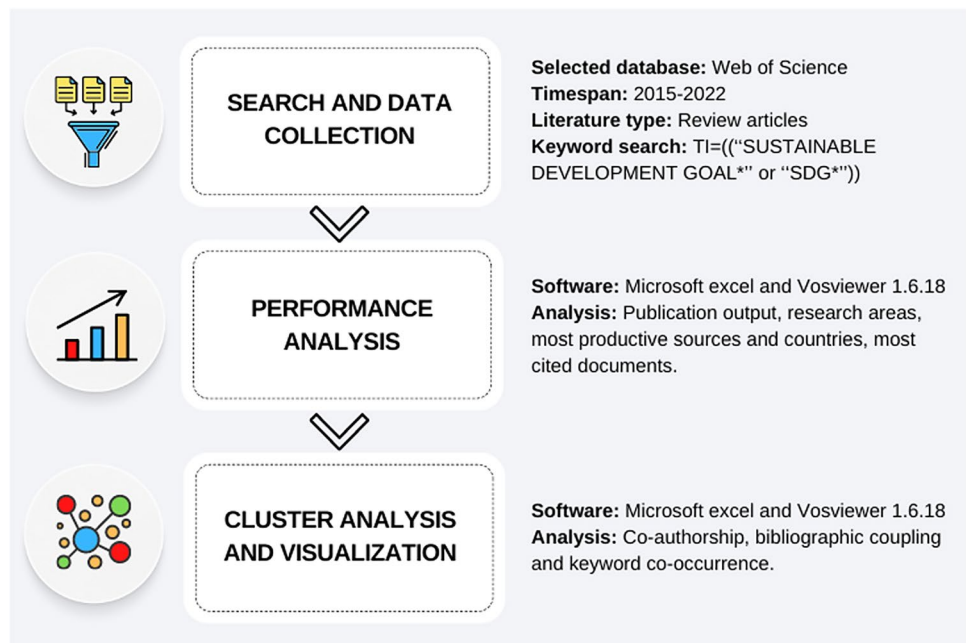 SEARCH AND DATA
COLLECTION
Selected database: Web of Science
Timespan: 2015-2022
Literature type: Review articles
Keyword search: TI=((‘‘SUSTAINABLE
DEVELOPMENT GOAL*’’ or ‘‘SDG*’’))
PERFORMANCE
ANALYSIS
Software: Microsoft excel and Vosviewer 1.6.18
Analysis: Publication output, research areas,
most productive sources and countries, most
cited documents.
CLUSTER ANALYSIS
AND VISUALIZATION
Software: Microsoft excel and Vosviewer 1.6.18
Analysis: Co-authorship, bibliographic coupling
and keyword co-occurrence.